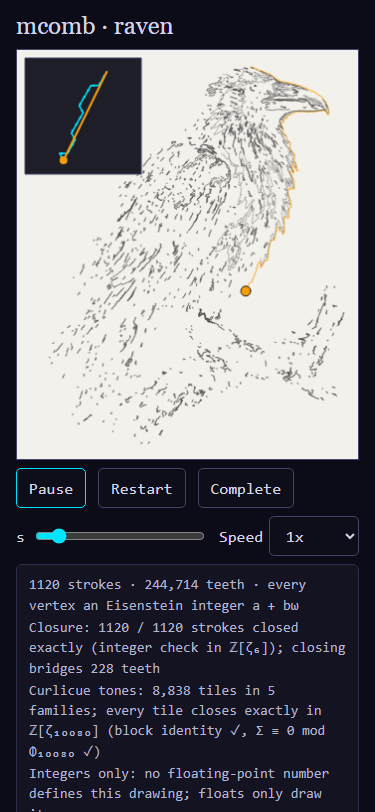 mcomb · raven
Pause
Restart
Complete
s
Speed
1x
1120 strokes · 244,714 teeth · every
vertex an Eisenstein integer a + bω
Closure: 1120 / 1120 strokes closed
exactly (integer check in ℤ[ζ₆]); closing
bridges 228 teeth
Curlicue tones: 8,838 tiles in 5
families; every tile closes exactly in
ℤ[ζ₁₀₀₈₀] (block identity ✓, Σ ≡ 0 mod
Φ₁₀₀₈₀ ✓)
Integers only: no floating-point number
defines this drawing; floats only draw